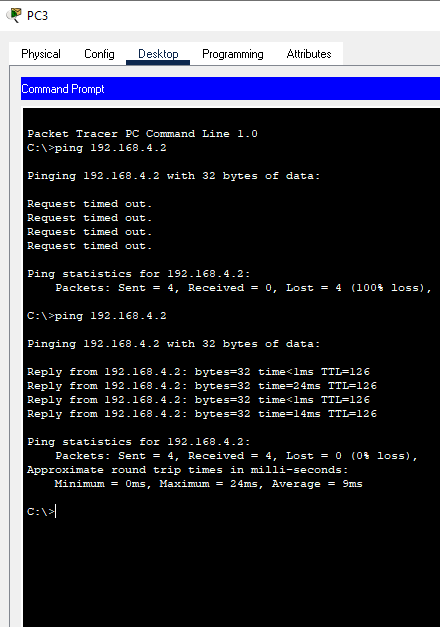 PC3
Physical Config Desktop Programming Attributes
Command Prompt
Packet Tracer PC Command Line 1.0
C:\>ping 192.168.4.2
Pinging 192.168.4.2 with 32 bytes of data:
Request timed out.
Request timed out.
Request timed out.
Request timed out.
Ping statistics for 192.168.4.2:
Packets: Sent = 4, Received = 0, Lost = 4 (100% loss),
C:\>ping 192.168.4.2
Pinging 192.168.4.2 with 32 bytes of data:
Reply from 192.168.4.2: bytes=32 time<1ms TTL=126
Reply from 192.168.4.2: bytes=32 time=24ms TTL=126
Reply from 192.168.4.2: bytes=32 time<1ms TTL=126
Reply from 192.168.4.2: bytes=32 time=14ms TTL=126
Ping statistics for 192.168.4.2:
Packets: Sent = 4, Received = 4, Lost = 0 (0% loss),
Approximate round trip times in milli-seconds:
Minimum = 0ms, Maximum = 24ms, Average = 9ms
C:\>